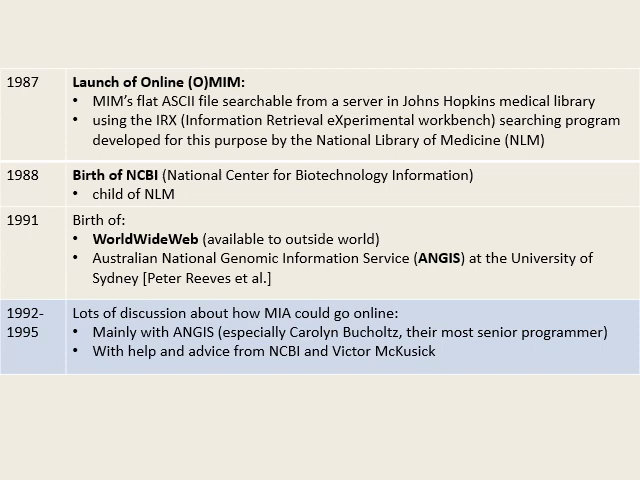 1987
Launch of Online (O)MIM:
• MIM's flat ASCII file searchable from a server in Johns Hopkins medical library
• using the IRX (Information Retrieval eXperimental workbench) searching program
developed for this purpose by the National Library of Medicine (NLM)
1988
Birth of NCBI (National Center for Biotechnology Information)
• child of NLM
1991
Birth of:
• WorldWideWeb (available to outside world)
• Australian National Genomic Information Service (ANGIS) at the University of
Sydney [Peter Reeves et al.]
1992-
1995
Lots of discussion about how MIA could go online:
• Mainly with ANGIS (especially Carolyn Bucholtz, their most senior programmer)
• With help and advice from NCBI and Victor McKusick